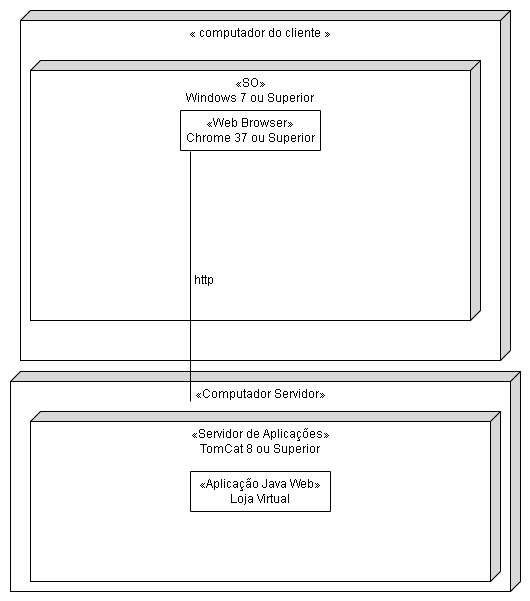 « computador do cliente »
«SO»
Windows 7 ou Superior
«Web Browser»
Chrome 37 ou Superior
http
«Computador Servidor»
«Servidor de Aplicações»
TomCat 8 ou Superior
«Aplicação Java Web»
Loja Virtual